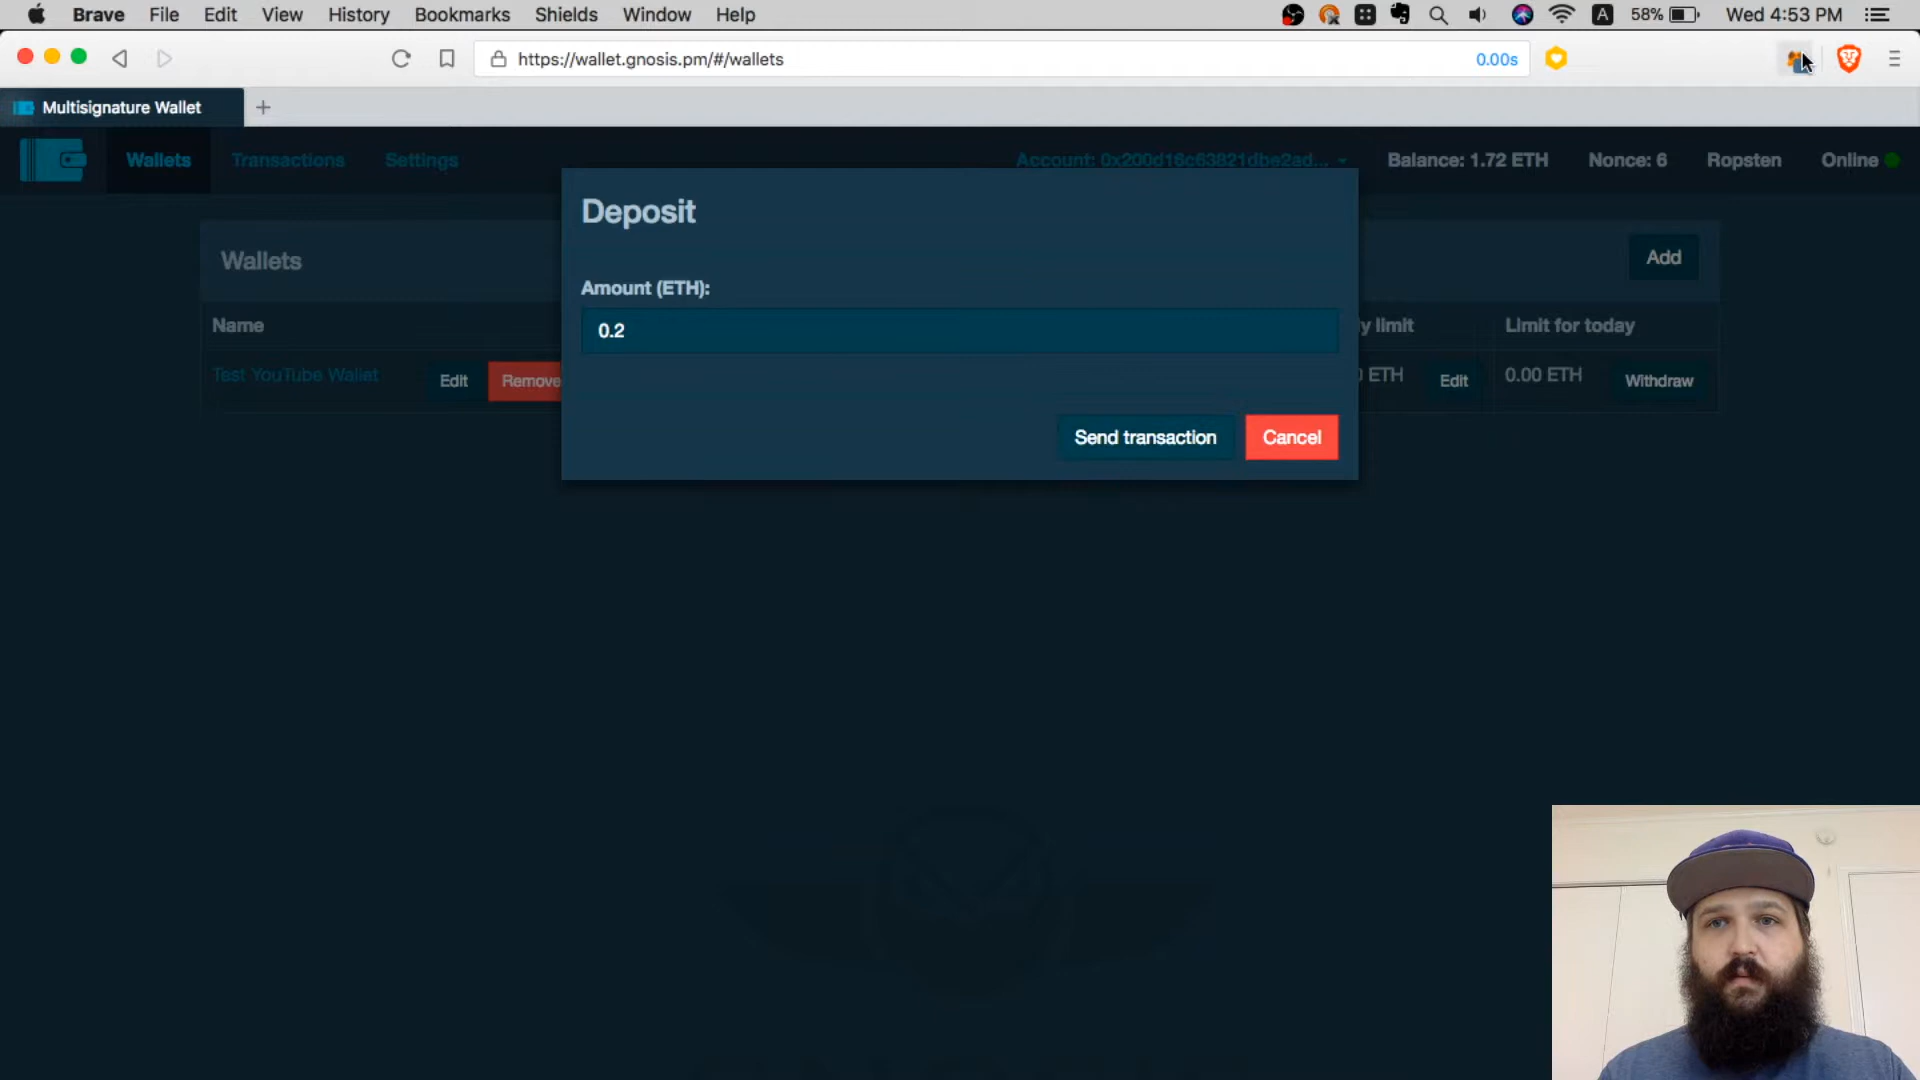 Brave File Edit View History Bookmarks Shields Window Help A 58% Wed 4:53 PM
https://wallet.gnosis.pm/#/wallets 0.00s
Multisignature Wallet
Wallets Transactions Settings Account: 0x200d16c63821dbe2ad... Balance: 1.72 ETH Nonce: 6 Ropsten Online
Deposit
Wallets Add
Amount (ETH):
Name y limit Limit for today
0.2
Test YouTube Wallet Edit Remove ETH Edit 0.00 ETH Withdraw
Send transaction Cancel